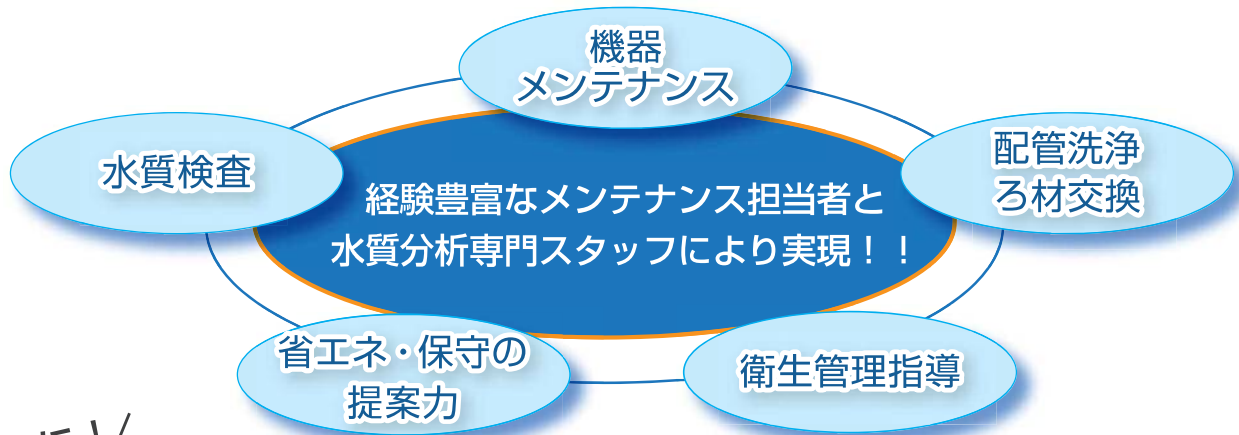 機器
メンテナンス
水質検査
配管洗浄
ろ材交換
経験豊富なメンテナンス担当者と
水質分析専門スタッフにより実現！！
省エネ・保守の
提案力
衛生管理指導